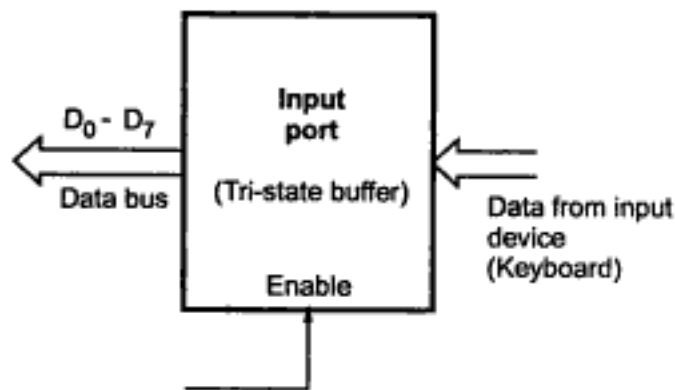 Input
port
(Tri-state buffer)
Enable
D0 - D7
Data bus
Data from input
device
(Keyboard)